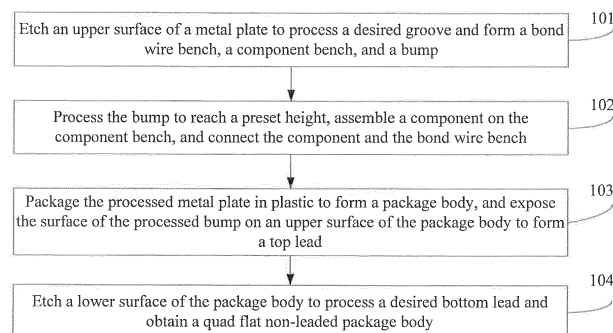 101
Etch an upper surface of a metal plate to process a desired groove and form a bond
wire bench, a component bench, and a bump
102
Process the bump to reach a preset height, assemble a component on the
component bench, and connect the component and the bond wire bench
103
Package the processed metal plate in plastic to form a package body, and expose
the surface of the processed bump on an upper surface of the package body to form
a top lead
104
Etch a lower surface of the package body to process a desired bottom lead and
obtain a quad flat non-leaded package body